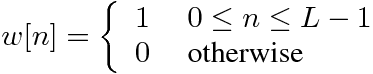 w[n] = { 1 0 ≤ n ≤ L − 1
0 otherwise